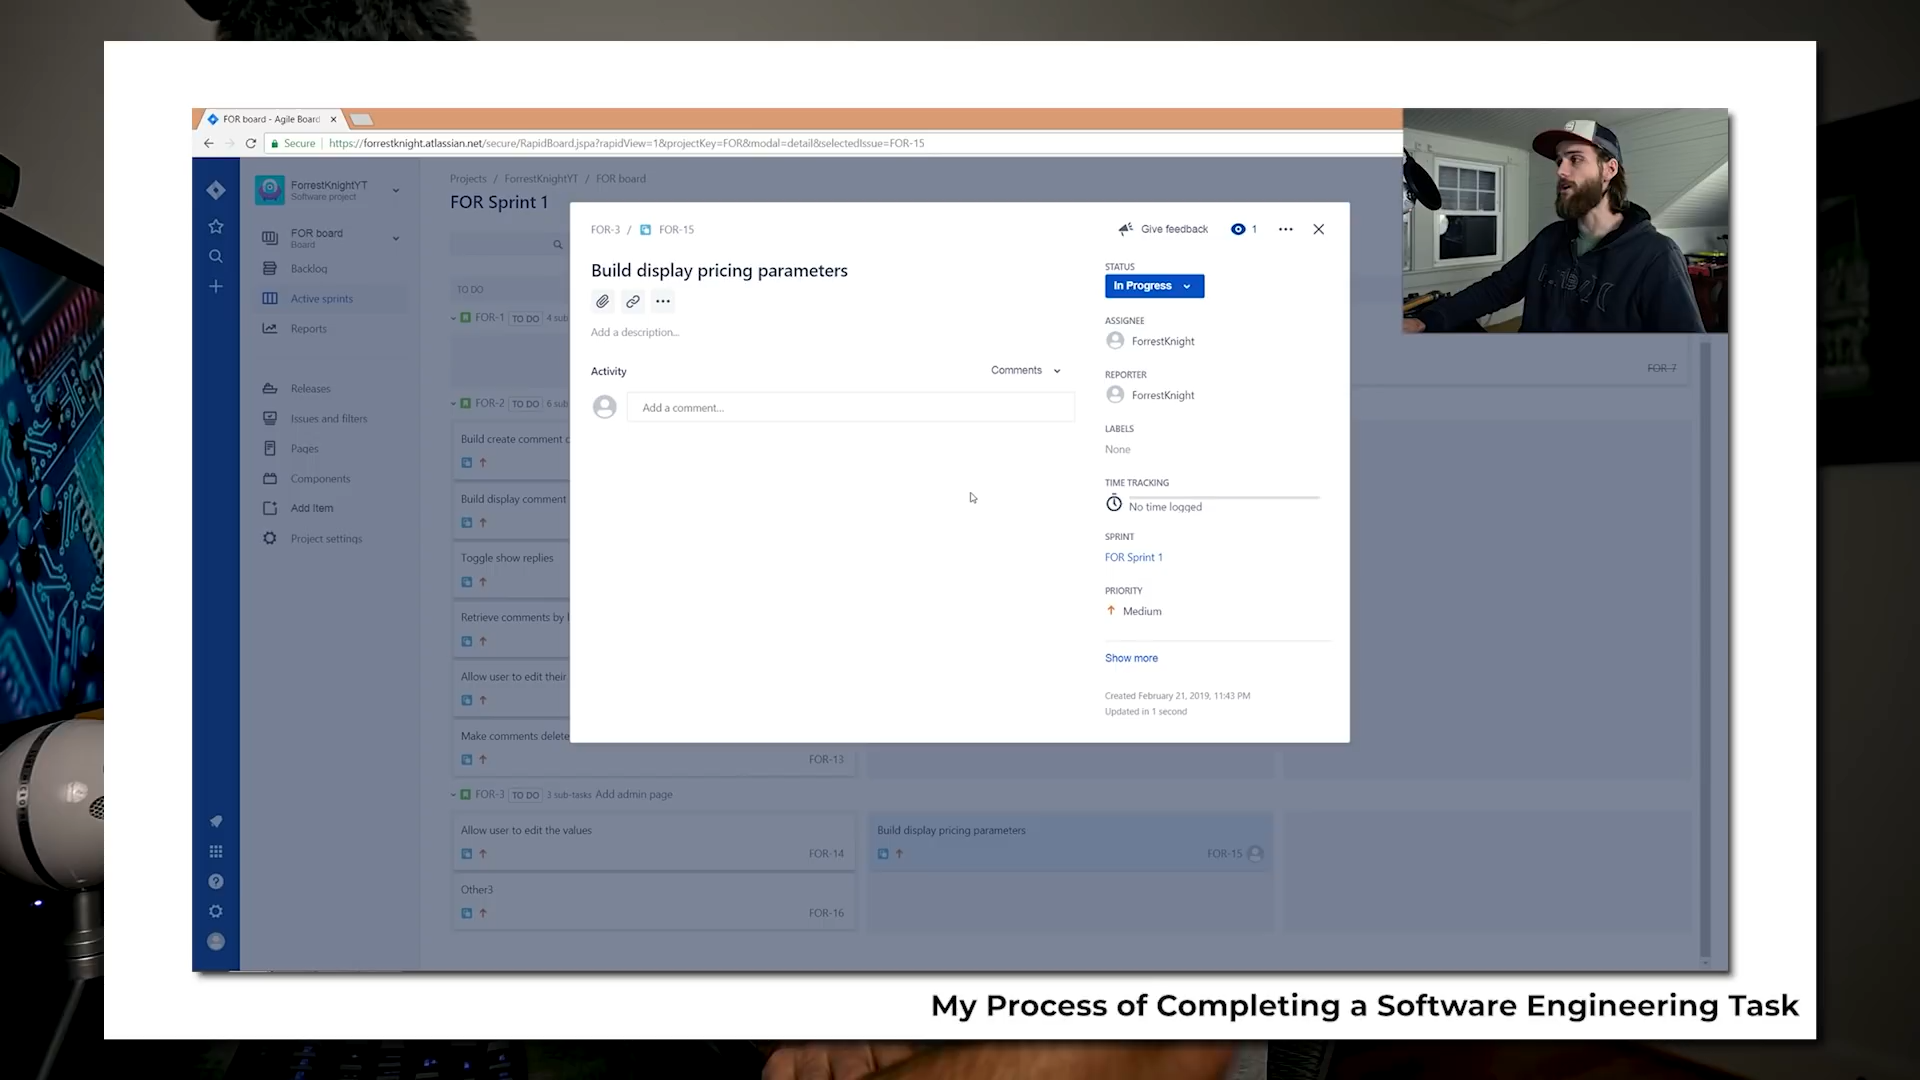 FOR board - Agile Board
Secure
https://forrestknight.atlassian.net/secure/RapidBoard.jspa?rapidView=1&projectKey=FOR&modal=detail&selectedIssue=FOR-15
ForrestKnightYT
Software project
FOR board
Board
Backlog
Active sprints
Reports
Releases
Issues and filters
Pages
Components
Add Item
Project settings
Projects / ForrestKnightYT / FOR board
FOR Sprint 1
TO DO
FOR-1 TO DO 4 sub
FOR-7
FOR-2 TO DO 6 sub
Build create comment
Build display comment
Toggle show replies
Retrieve comments by
Allow user to edit their
Make comments delete
FOR-13
FOR-3 TO DO 3 sub-tasks Add admin page
Allow user to edit the values
FOR-14
Other3
FOR-16
Build display pricing parameters
FOR-15
FOR-3 / FOR-15
Give feedback
1
Build display pricing parameters
Add a description...
Activity
Comments
Add a comment...
STATUS
In Progress
ASSIGNEE
ForrestKnight
REPORTER
ForrestKnight
LABELS
None
TIME TRACKING
No time logged
SPRINT
FOR Sprint 1
PRIORITY
Medium
Show more
Created February 21, 2019, 11:43 PM
Updated in 1 second
My Process of Completing a Software Engineering Task